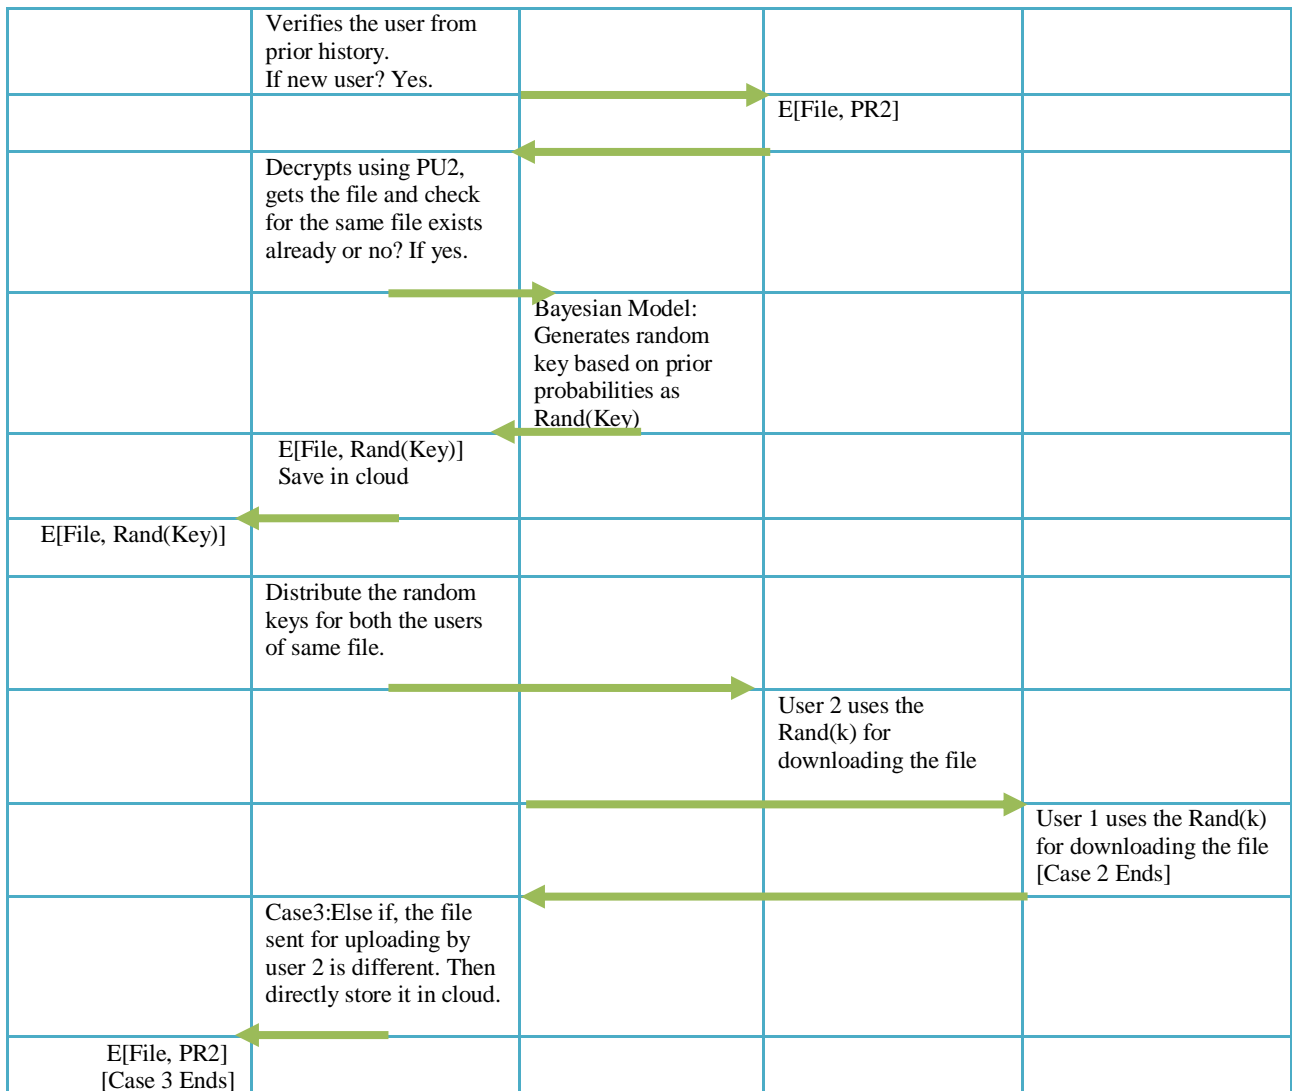 Verifies the user from
prior history.
If new user? Yes.
E[File, PR2]
Decrypts using PU2,
gets the file and check
for the same file exists
already or no? If yes.
Bayesian Model:
Generates random
key based on prior
probabilities as
Rand(Key)
E[File, Rand(Key)]
Save in cloud
E[File, Rand(Key)]
Distribute the random
keys for both the users
of same file.
User 2 uses the
Rand(k) for
downloading the file
User 1 uses the Rand(k)
for downloading the file
[Case 2 Ends]
Case3:Else if, the file
sent for uploading by
user 2 is different. Then
directly store it in cloud.
E[File, PR2]
[Case 3 Ends]